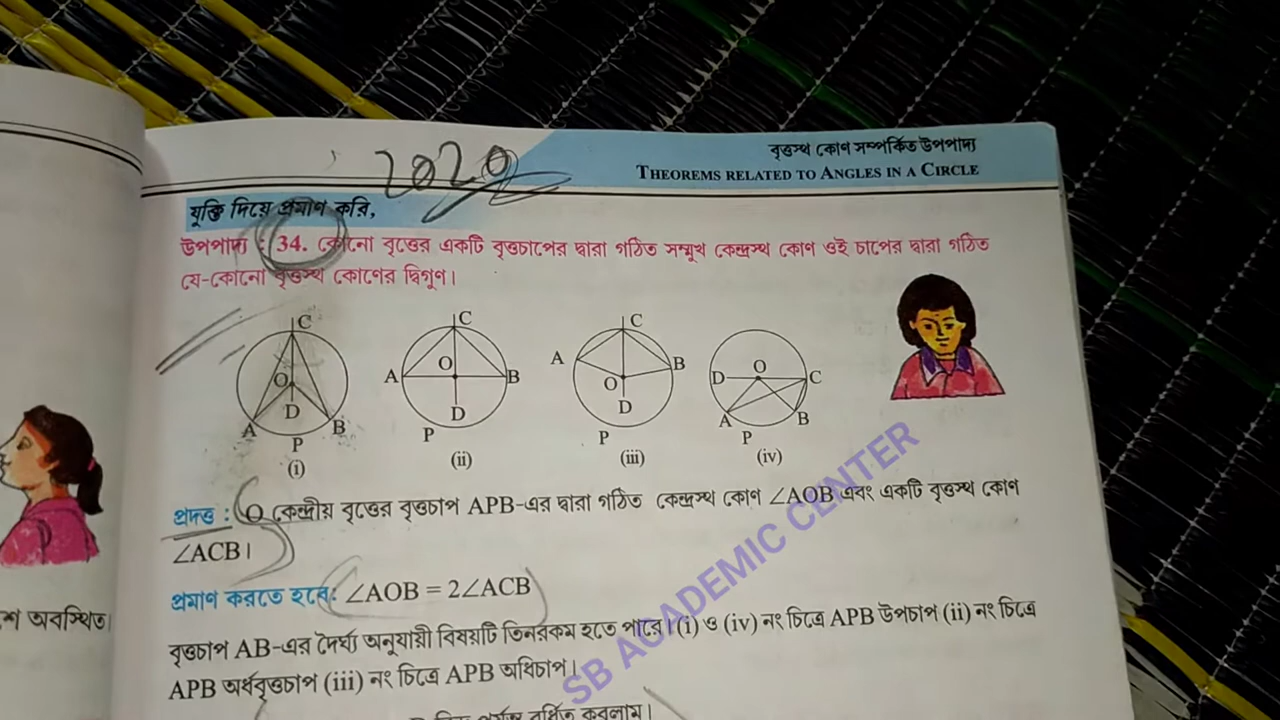 বৃত্তস্থ কোণ সম্পর্কিত উপপাদ্য
THEOREMS RELATED TO ANGLES IN A CIRCLE
2020
যুক্তি দিয়ে প্রমাণ করি,
উপপাদ্য : 34. কোনো বৃত্তের একটি বৃত্তচাপের দ্বারা গঠিত সম্মুখ কেন্দ্রস্থ কোণ ওই চাপের দ্বারা গঠিত
যে-কোনো বৃত্তস্থ কোণের দ্বিগুণ।
C O D A B P (i)
C A O B D P (ii)
C A B O D P (iii)
O D C A B P (iv)
প্রদত্ত : O কেন্দ্রীয় বৃত্তের বৃত্তচাপ APB-এর দ্বারা গঠিত কেন্দ্রস্থ কোণ ∠AOB এবং একটি বৃত্তস্থ কোণ
∠ACB।
প্রমাণ করতে হবে: ∠AOB = 2∠ACB
বৃত্তচাপ AB-এর দৈর্ঘ্য অনুযায়ী বিষয়টি তিনরকম হতে পারে। (i) ও (iv) নং চিত্রে APB উপচাপ (ii) নং চিত্রে
APB অর্ধবৃত্তচাপ (iii) নং চিত্রে APB অধিচাপ।
বর্ধিত করলাম।
শে অবস্থিত।
SB ACADEMIC CENTER